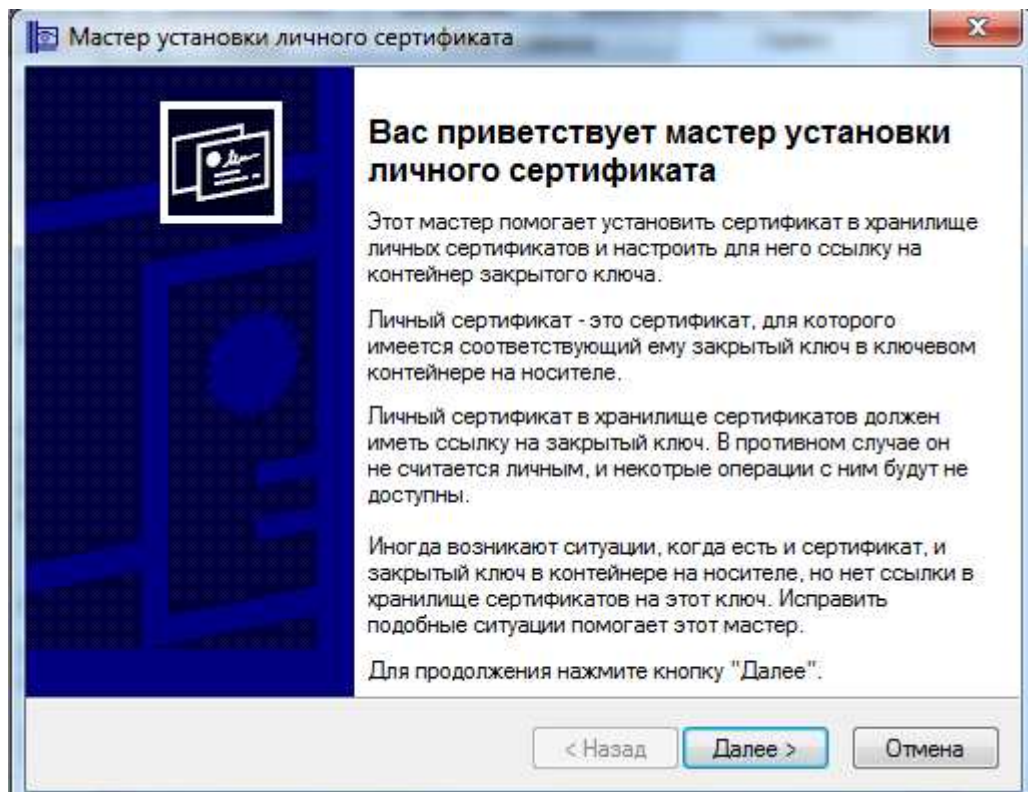 Мастер установки личного сертификата
Вас приветствует мастер установки
личного сертификата
Этот мастер помогает установить сертификат в хранилище
личных сертификатов и настроить для него ссылку на
контейнер закрытого ключа.
Личный сертификат - это сертификат, для которого
имеется соответствующий ему закрытый ключ в ключевом
контейнере на носителе.
Личный сертификат в хранилище сертификатов должен
иметь ссылку на закрытый ключ. В противном случае он
не считается личным, и некотрые операции с ним будут не
доступны.
Иногда возникают ситуации, когда есть и сертификат, и
закрытый ключ в контейнере на носителе, но нет ссылки в
хранилище сертификатов на этот ключ. Исправить
подобные ситуации помогает этот мастер.
Для продолжения нажмите кнопку "Далее".
< Назад Далее > Отмена